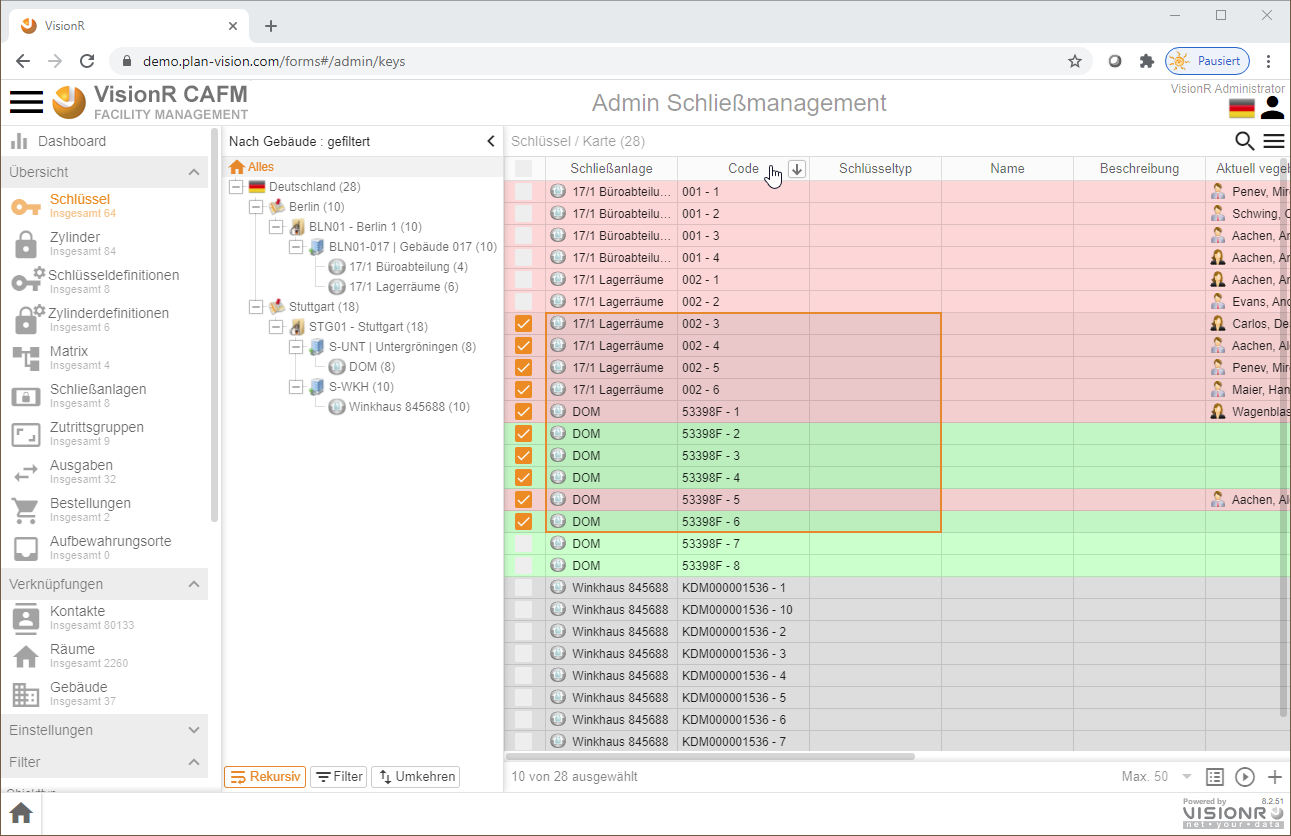 VisionR
demo.plan-vision.com/forms#/admin/keys
Pausiert
VisionR CAFM
FACILITY MANAGEMENT
Admin Schließmanagement
VisionR Administrator
Dashboard
Übersicht
Schlüssel
Insgesamt 64
Zylinder
Insgesamt 84
Schlüsseldefinitionen
Insgesamt 8
Zylinderdefinitionen
Insgesamt 6
Matrix
Insgesamt 4
Schließanlagen
Insgesamt 8
Zutrittsgruppen
Insgesamt 9
Ausgaben
Insgesamt 32
Bestellungen
Insgesamt 2
Aufbewahrungsorte
Insgesamt 0
Verknüpfungen
Kontakte
Insgesamt 80133
Räume
Insgesamt 2260
Gebäude
Insgesamt 37
Einstellungen
Filter
Nach Gebäude : gefiltert
Alles
Deutschland (28)
Berlin (10)
BLN01 - Berlin 1 (10)
BLN01-017 | Gebäude 017 (10)
17/1 Büroabteilung (4)
17/1 Lagerräume (6)
Stuttgart (18)
STG01 - Stuttgart (18)
S-UNT | Untergröningen (8)
DOM (8)
S-WKH (10)
Winkhaus 845688 (10)
Rekursiv Filter Umkehren
Schlüssel / Karte (28)
Schließanlage Code Schlüsseltyp Name Beschreibung Aktuell vegeb
17/1 Büroabteilu... 001 - 1 Penev, Mir
17/1 Büroabteilu... 001 - 2 Schwing, C
17/1 Büroabteilu... 001 - 3 Aachen, An
17/1 Büroabteilu... 001 - 4 Aachen, An
17/1 Lagerräume 002 - 1 Aachen, An
17/1 Lagerräume 002 - 2 Evans, And
17/1 Lagerräume 002 - 3 Carlos, De
17/1 Lagerräume 002 - 4 Aachen, Al
17/1 Lagerräume 002 - 5 Penev, Mir
17/1 Lagerräume 002 - 6 Maier, Han
DOM 53398F - 1 Wagenblas
DOM 53398F - 2
DOM 53398F - 3
DOM 53398F - 4
DOM 53398F - 5 Aachen, Al
DOM 53398F - 6
DOM 53398F - 7
DOM 53398F - 8
Winkhaus 845688 KDM000001536 - 1
Winkhaus 845688 KDM000001536 - 10
Winkhaus 845688 KDM000001536 - 2
Winkhaus 845688 KDM000001536 - 3
Winkhaus 845688 KDM000001536 - 4
Winkhaus 845688 KDM000001536 - 5
Winkhaus 845688 KDM000001536 - 6
Winkhaus 845688 KDM000001536 - 7
10 von 28 ausgewählt
Max. 50
Powered by 8.2.51
VISIONR
net • your • data